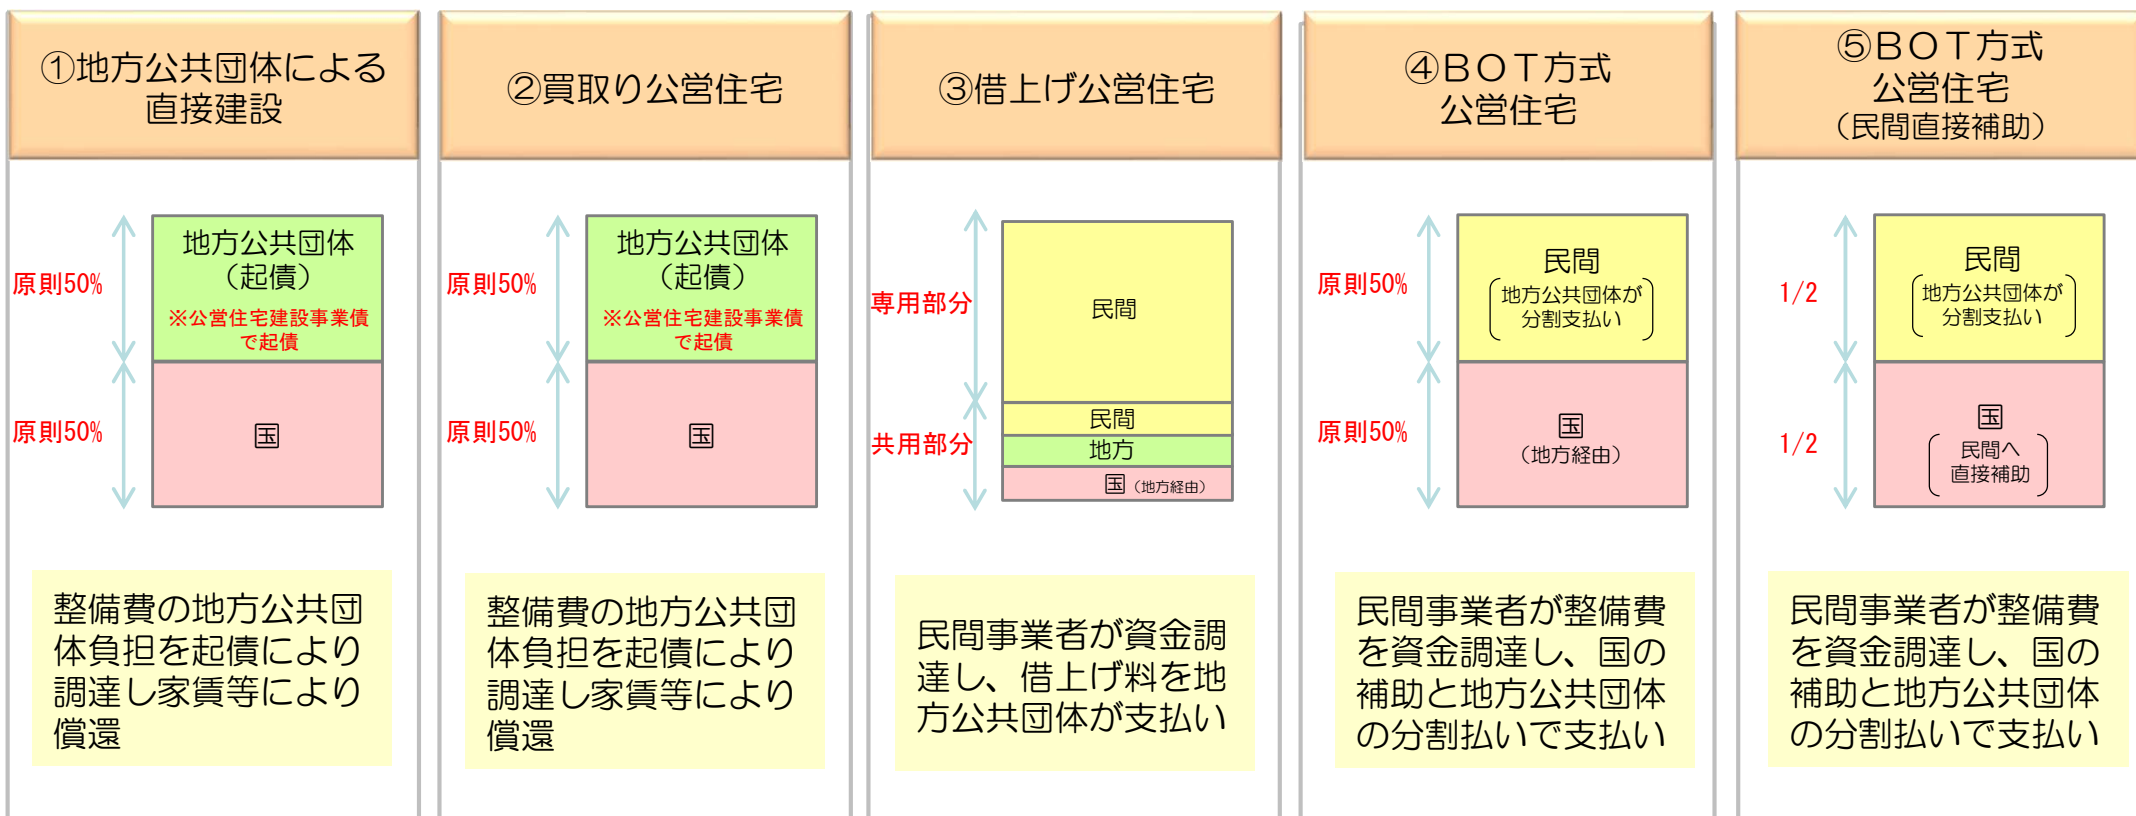 ①地方公共団体による
直接建設
原則50%
地方公共団体
（起債）
※公営住宅建設事業債
で起債
原則50%
国
整備費の地方公共団
体負担を起債により
調達し家賃等により
償還
②買取り公営住宅
原則50%
地方公共団体
（起債）
※公営住宅建設事業債
で起債
原則50%
国
整備費の地方公共団
体負担を起債により
調達し家賃等により
償還
③借上げ公営住宅
専用部分
民間
共用部分
民間
地方
国（地方経由）
民間事業者が資金調
達し、借上げ料を地
方公共団体が支払い
④ＢＯＴ方式
公営住宅
原則50%
民間
地方公共団体が
分割支払い
原則50%
国
（地方経由）
民間事業者が整備費
を資金調達し、国の
補助と地方公共団体
の分割払いで支払い
⑤ＢＯＴ方式
公営住宅
（民間直接補助）
1/2
民間
地方公共団体が
分割支払い
1/2
国
民間へ
直接補助
民間事業者が整備費
を資金調達し、国の
補助と地方公共団体
の分割払いで支払い